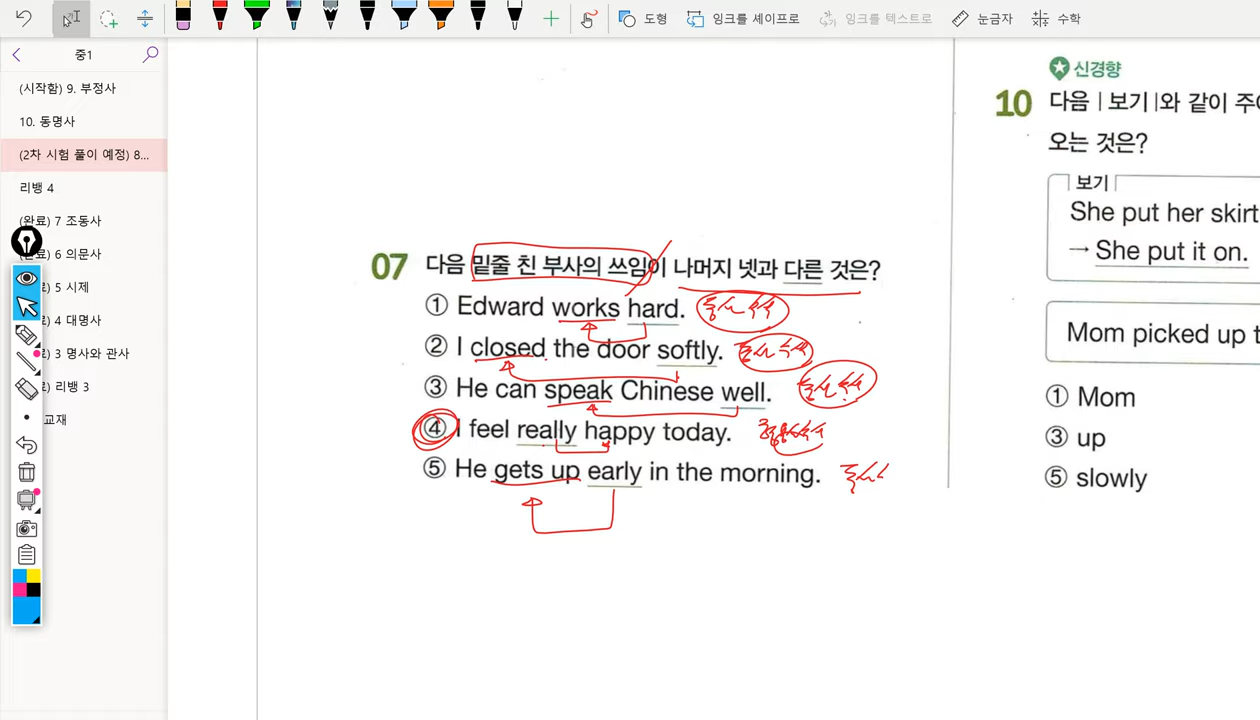 도형
잉크를 셰이프로
잉크를 텍스트로
눈금자
수학
중1
(시작함) 9. 부정사
10. 동명사
(2차 시험 풀이 예정) 8...
리뱅 4
(완료) 7 조동사
6 의문사
5 시제
4 대명사
3 명사와 관사
리뱅 3
교재
07 다음 밑줄 친 부사의 쓰임이 나머지 넷과 다른 것은?
① Edward works hard. 동사 수식
② I closed the door softly. 동사 수식
③ He can speak Chinese well. 동사 수식
④ I feel really happy today. 형용사 수식
⑤ He gets up early in the morning. 동사
신경향
10 다음 | 보기 |와 같이 주어
오는 것은?
보기
She put her skirt
→ She put it on.
Mom picked up t
① Mom
③ up
⑤ slowly